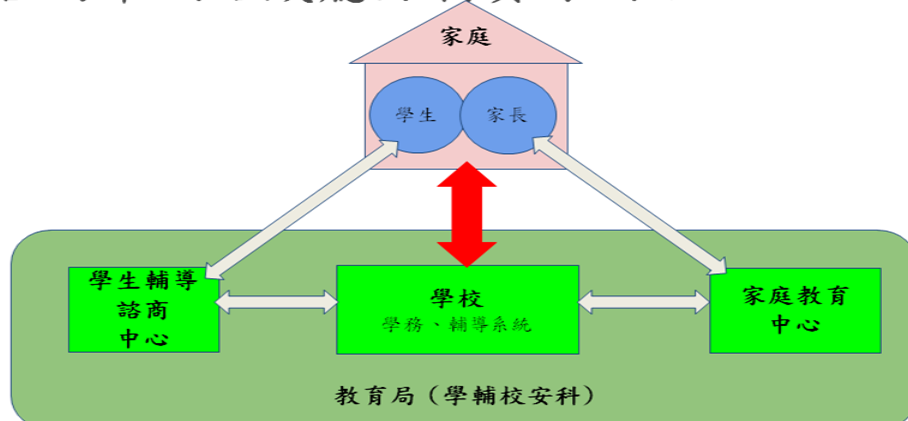 家庭
學生
家長
學生輔導
諮商
中心
學校
學務、輔導系統
家庭教育
中心
教育局（學輔校安科）